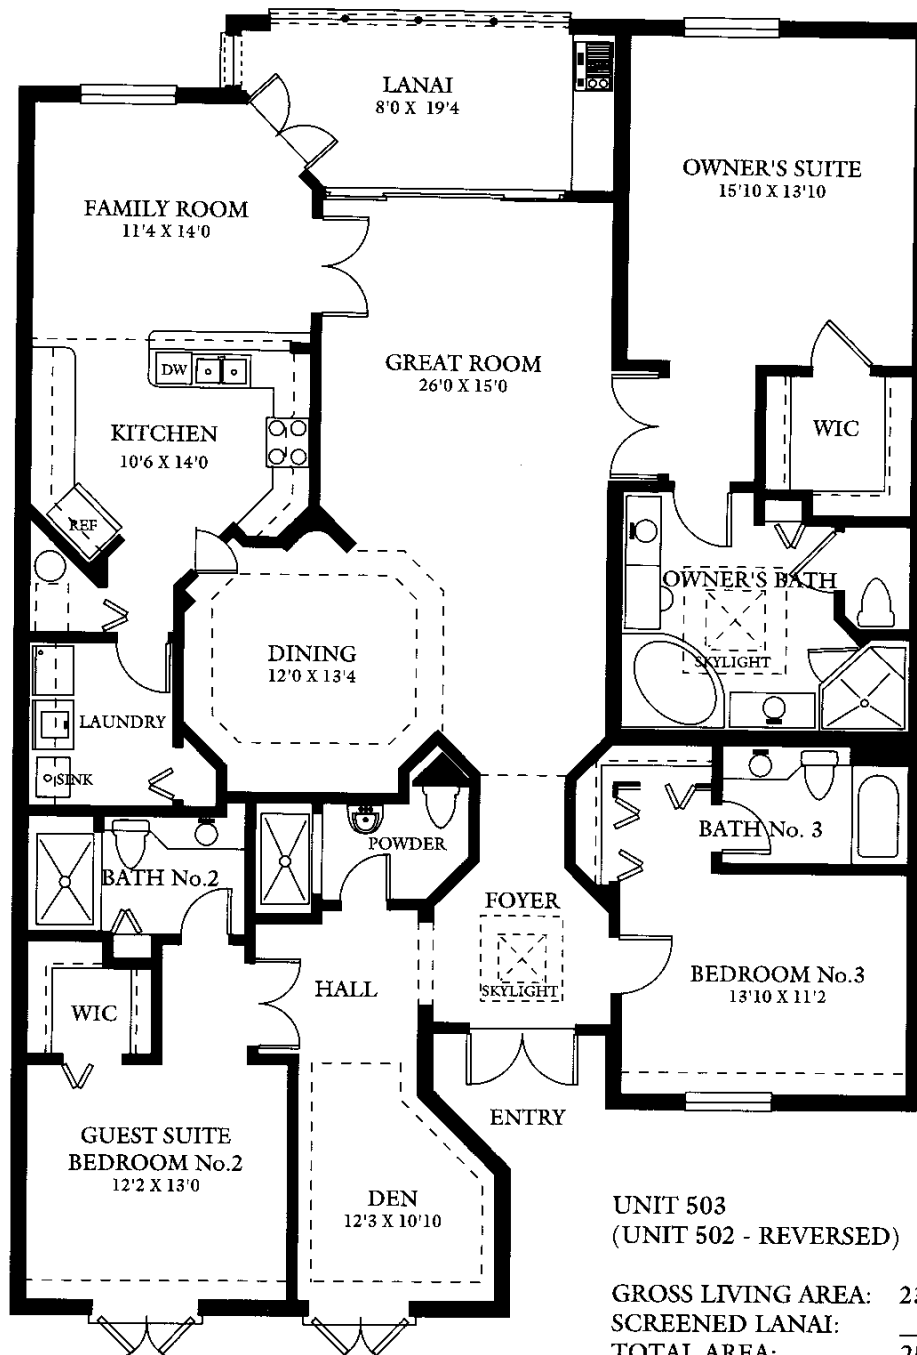 LANAI
8'0 X 19'4
OWNER'S SUITE
15'10 X 13'10
FAMILY ROOM
11'4 X 14'0
GREAT ROOM
26'0 X 15'0
DW
KITCHEN
10'6 X 14'0
WIC
REF
OWNER'S BATH
SKYLIGHT
DINING
12'0 X 13'4
LAUNDRY
SINK
POWDER
BATH No. 3
BATH No.2
FOYER
SKYLIGHT
HALL
BEDROOM No.3
13'10 X 11'2
WIC
ENTRY
GUEST SUITE
BEDROOM No.2
12'2 X 13'0
DEN
12'3 X 10'10
UNIT 503
(UNIT 502 - REVERSED)
GROSS LIVING AREA:
SCREENED LANAI:
TOTAL AREA: